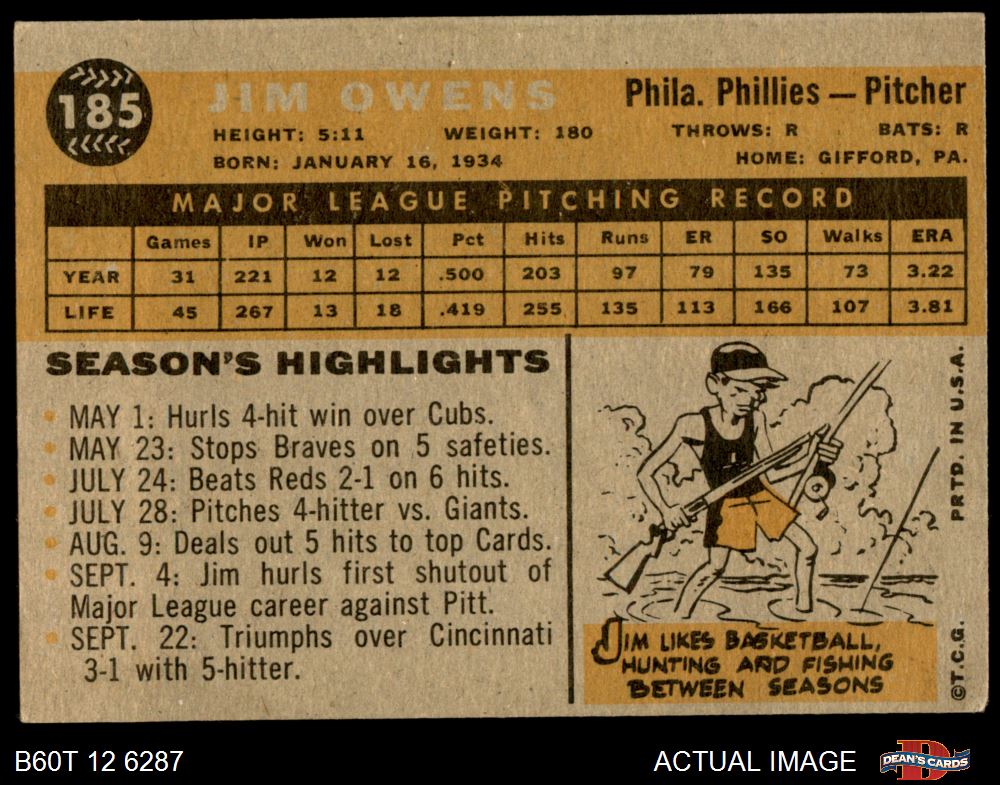 185
JIM OWENS
Phila. Phillies — Pitcher
HEIGHT: 5:11 WEIGHT: 180 THROWS: R BATS: R
BORN: JANUARY 16, 1934 HOME: GIFFORD, PA.
MAJOR LEAGUE PITCHING RECORD
Games IP Won Lost Pct Hits Runs ER SO Walks ERA
YEAR 31 221 12 12 .500 203 97 79 135 73 3.22
LIFE 45 267 13 18 .419 255 135 113 166 107 3.81
SEASON'S HIGHLIGHTS
MAY 1: Hurls 4-hit win over Cubs.
MAY 23: Stops Braves on 5 safeties.
JULY 24: Beats Reds 2-1 on 6 hits.
JULY 28: Pitches 4-hitter vs. Giants.
AUG. 9: Deals out 5 hits to top Cards.
SEPT. 4: Jim hurls first shutout of
Major League career against Pitt.
SEPT. 22: Triumphs over Cincinnati
3-1 with 5-hitter.
JIM LIKES BASKETBALL,
HUNTING AND FISHING
BETWEEN SEASONS
PRTD. IN U.S.A.
©T.C.G.
B60T 12 6287
ACTUAL IMAGE
D
DEAN'S CARDS